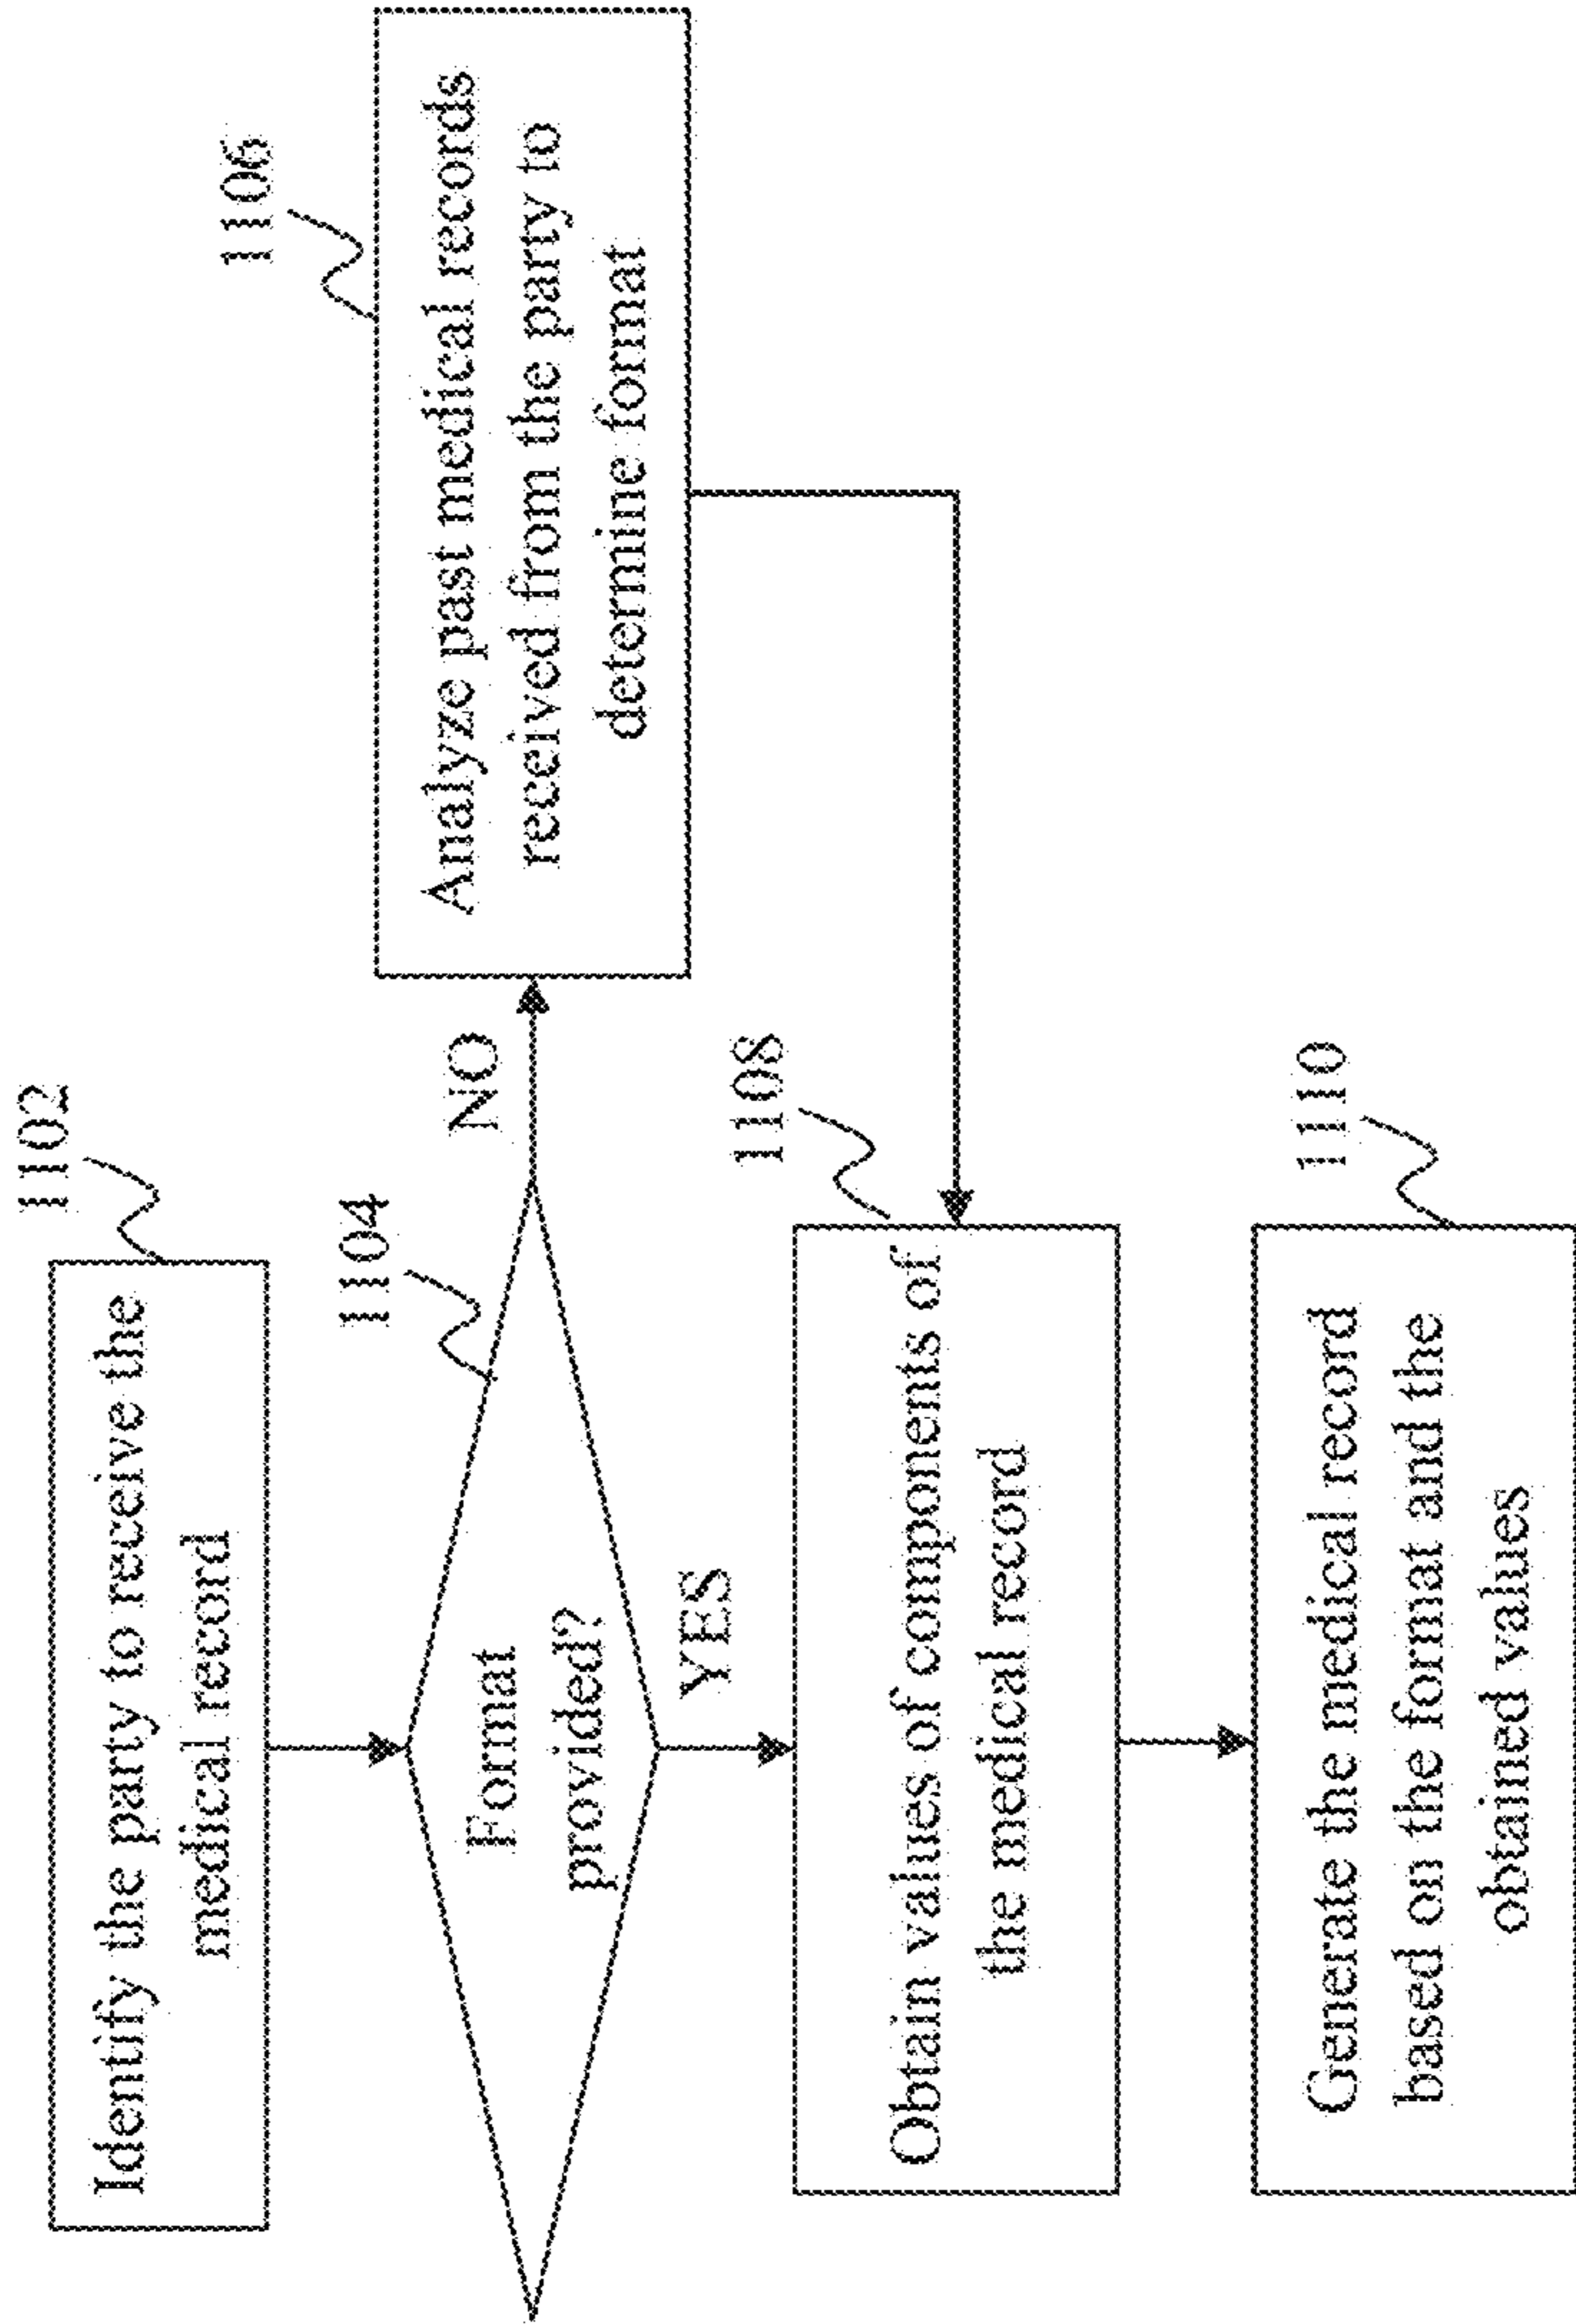 1102
Identify the party to receive the
medical record
1104
Format
provided?
NO
1106
Analyze past medical records
received from the party to
determine format
YES
1108
Obtain values of components of
the medical record
1110
Generate the medical record
based on the format and the
obtained values